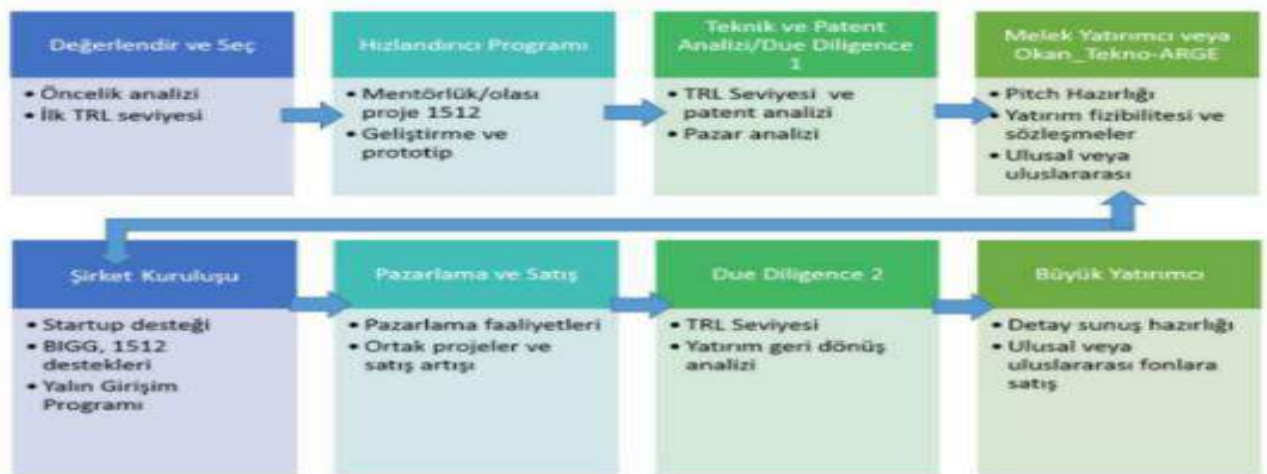 Değerlendir ve Seç
• Öncelik analizi
• İlk TRL seviyesi
Hızlandırıcı Programı
• Mentörlük/olası
proje 1512
• Geliştirme ve
prototip
Teknik ve Patent
Analizi/Due Diligence
1
• TRL Seviyesi ve
patent analizi
• Pazar analizi
Melek Yatırımcı veya
Okan_Tekno-ARGE
• Pitch Hazırlığı
• Yatırım fizibilitesi ve
sözleşmeler
• Ulusal veya
uluslararası
Şirket Kuruluşu
• Startup desteği
• BIGG, 1512
destekleri
• Yalın Girişim
Programı
Pazarlama ve Satış
• Pazarlama faaliyetleri
• Ortak projeler ve
satış artışı
Due Diligence 2
• TRL Seviyesi
• Yatırım geri dönüş
analizi
Büyük Yatırımcı
• Detay sunuş hazırlığı
• Ulusal veya
uluslararası fonlara
satış